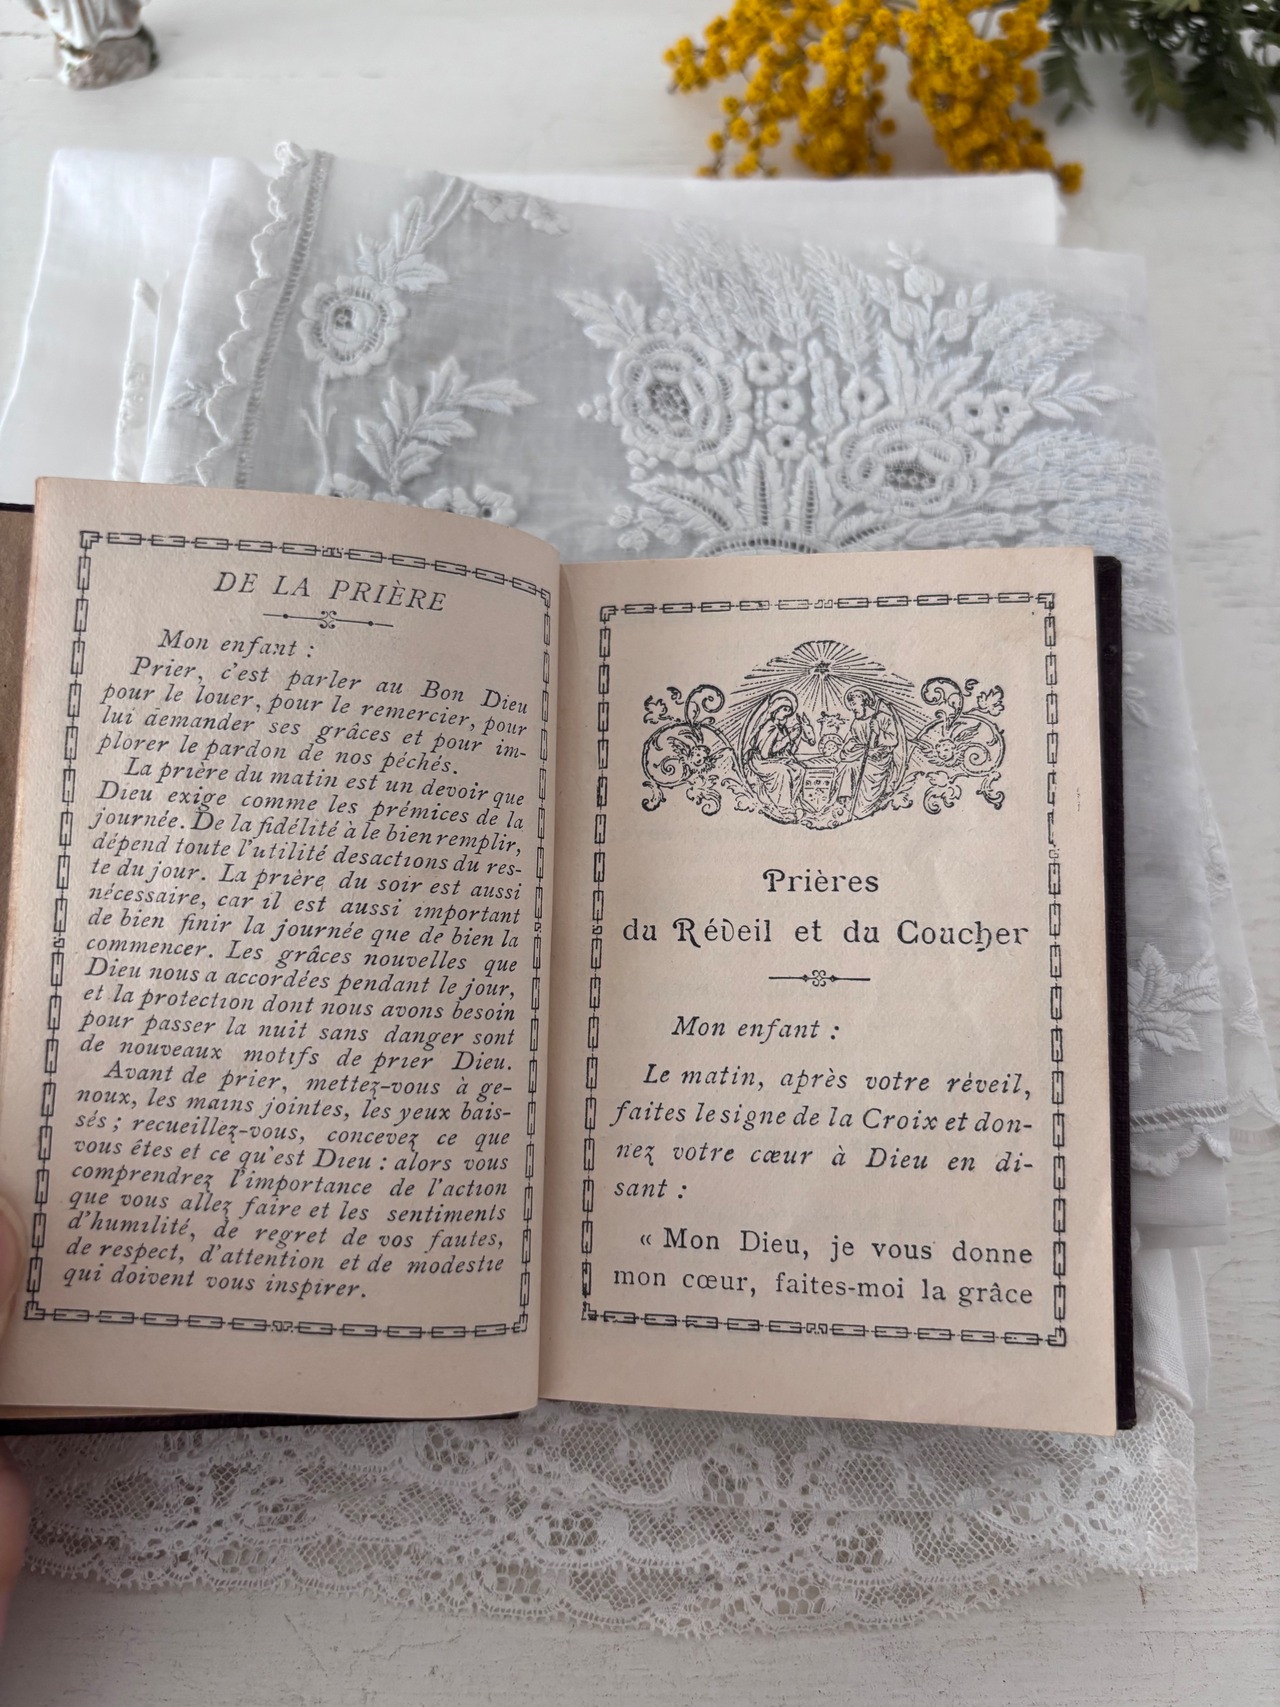 DE LA PRIÈRE
Mon enfant :
Prier, c'est parler au Bon Dieu
pour le louer, pour le remercier, pour
lui demander ses grâces et pour im-
plorer le pardon de nos péchés.
La prière du matin est un devoir que
Dieu exige comme les prémices de la
journée. De la fidélité à le bien remplir,
dépend toute l'utilité des actions du res-
te du jour. La prière du soir est aussi
nécessaire, car il est aussi important
de bien finir la journée que de bien la
commencer. Les grâces nouvelles que
Dieu nous a accordées pendant le jour,
et la protection dont nous avons besoin
pour passer la nuit sans danger sont
de nouveaux motifs de prier Dieu.
Avant de prier, mettez-vous à ge-
noux, les mains jointes, les yeux bais-
sés ; recueillez-vous, concevez ce que
vous êtes et ce qu'est Dieu : alors vous
comprendrez l'importance de l'action
que vous allez faire et les sentiments
d'humilité, de regret de vos fautes,
de respect, d'attention et de modestie
qui doivent vous inspirer.
Prières
du Réveil et du Coucher
Mon enfant :
Le matin, après votre réveil,
faites le signe de la Croix et don-
nez votre cœur à Dieu en di-
sant :
« Mon Dieu, je vous donne
mon cœur, faites-moi la grâce